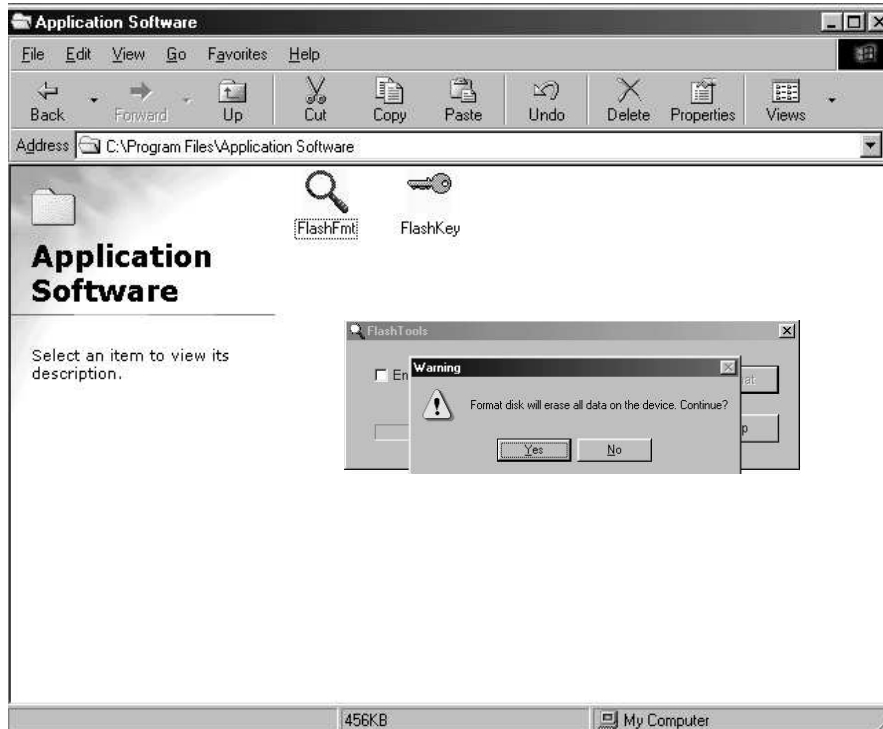 Application Software
File Edit View Go Favorites Help
Back Forward Up Cut Copy Paste Undo Delete Properties Views
Address C:\Program Files\Application Software
FlashFmt FlashKey
Application
Software
Select an item to view its
description.
FlashTools
En
Warning
at
Format disk will erase all data on the device. Continue?
p
Yes No
456KB My Computer